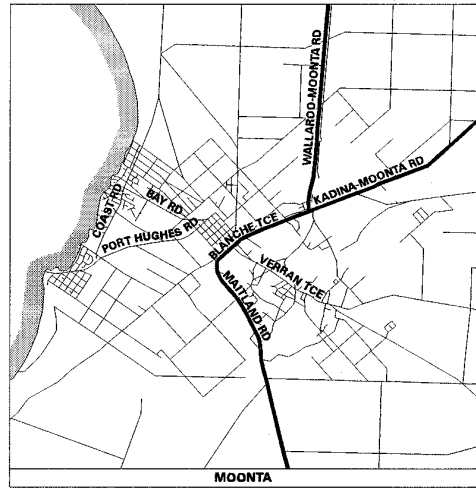 WALLAROO-MOONTA RD
KADINA-MOONTA RD
COAST RD
BAY RD
PORT HUGHES RD
BLANCHE TCE
VERRAN TCE
MAITLAND RD
MOONTA